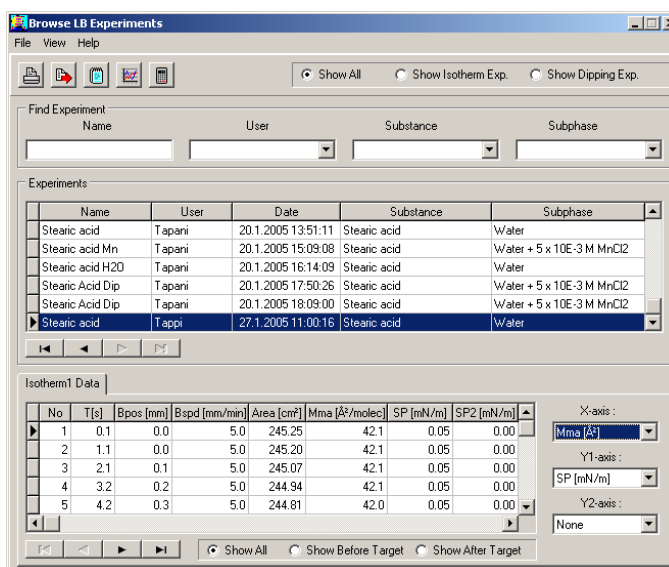 Browse LB Experiments
File View Help
Show All Show Isotherm Exp. Show Dipping Exp.
Find Experiment
Name User Substance Subphase
Experiments
Name User Date Substance Subphase
Stearic acid Tapani 20.1.2005 13:51:11 Stearic acid Water
Stearic acid Mn Tapani 20.1.2005 15:09:08 Stearic acid Water + 5 x 10E-3 M MnCl2
Stearic acid H2O Tapani 20.1.2005 16:14:09 Stearic acid Water
Stearic Acid Dip Tapani 20.1.2005 17:50:26 Stearic acid Water + 5 x 10E-3 M MnCl2
Stearic Acid Dip Tapani 20.1.2005 18:09:00 Stearic acid Water + 5 x 10E-3 M MnCl2
Stearic acid Tappi 27.1.2005 11:00:16 Stearic acid Water
Isotherm1 Data
No T[s] Bpos [mm] Bspd [mm/min] Area [cm²] Mma [Å²/molec] SP [mN/m] SP2 [mN/m]
1 0.1 0.0 5.0 245.25 42.1 0.05 0.00
2 1.1 0.0 5.0 245.20 42.1 0.05 0.00
3 2.1 0.1 5.0 245.07 42.1 0.05 0.00
4 3.2 0.2 5.0 244.94 42.1 0.05 0.00
5 4.2 0.3 5.0 244.81 42.0 0.05 0.00
X-axis :
Mma [Å²]
Y1-axis :
SP [mN/m]
Y2-axis :
None
Show All Show Before Target Show After Target